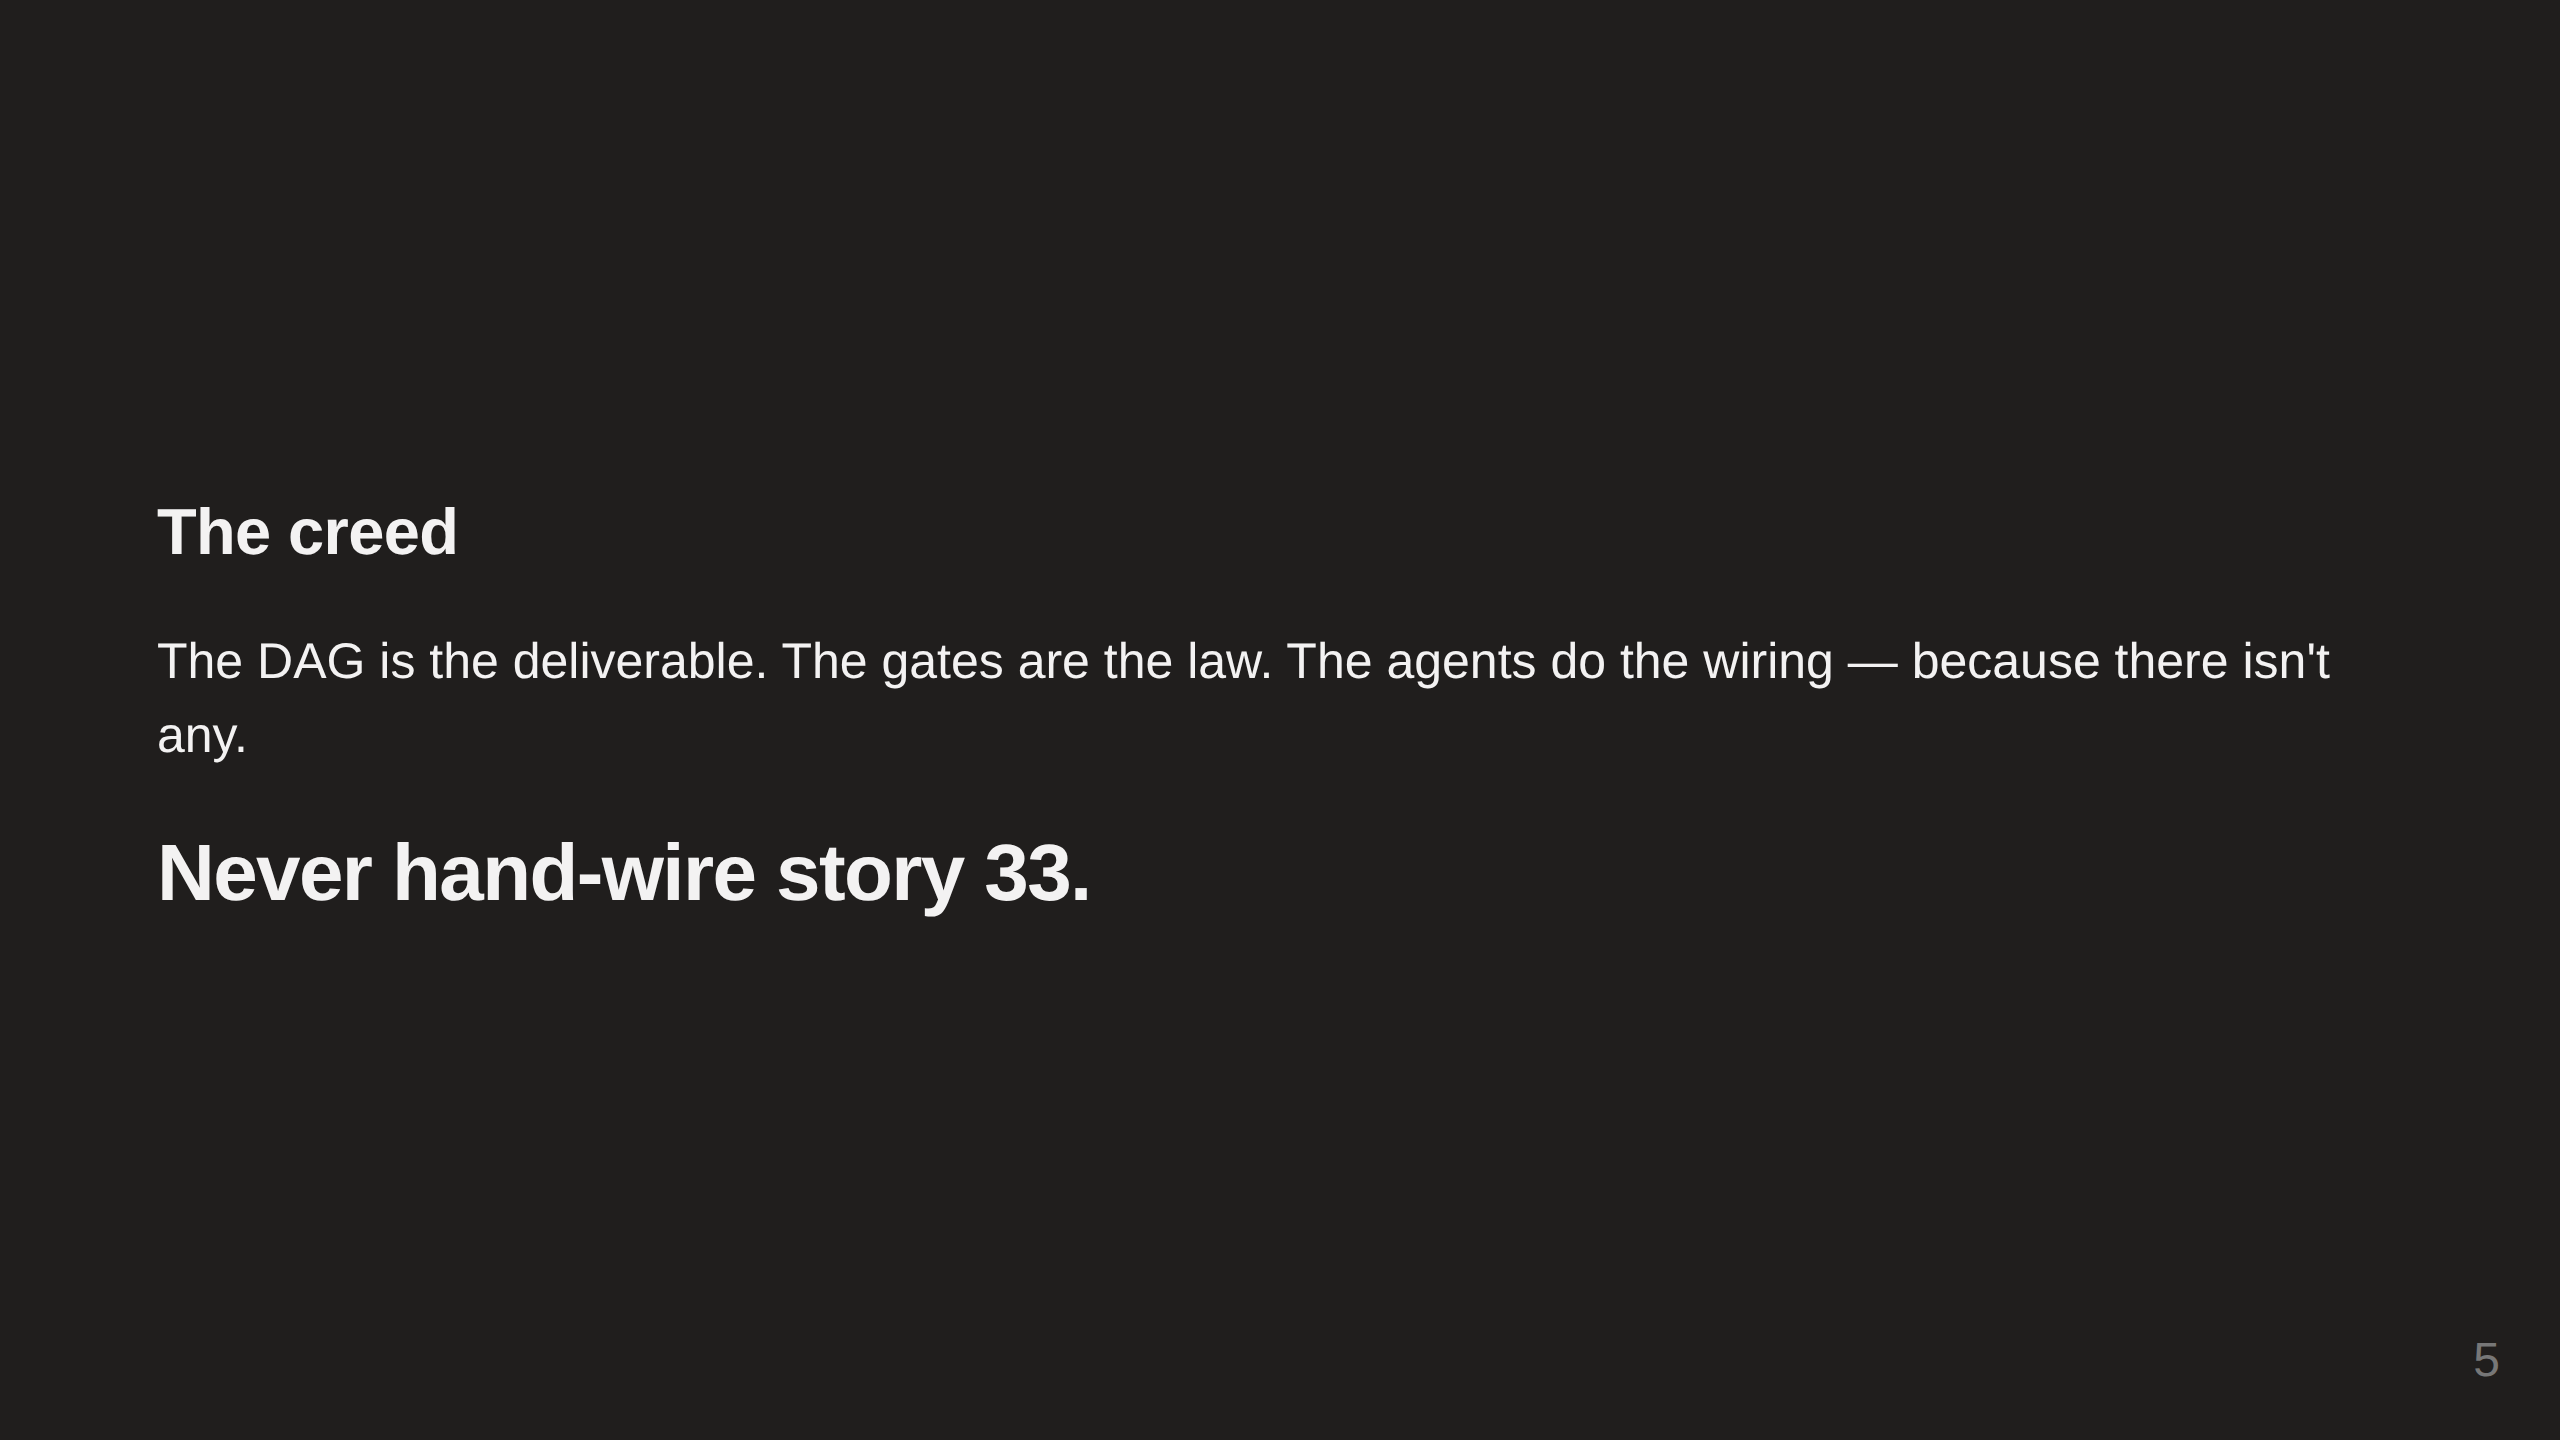 The creed
The DAG is the deliverable. The gates are the law. The agents do the wiring — because there isn't
any.
Never hand-wire story 33.
5